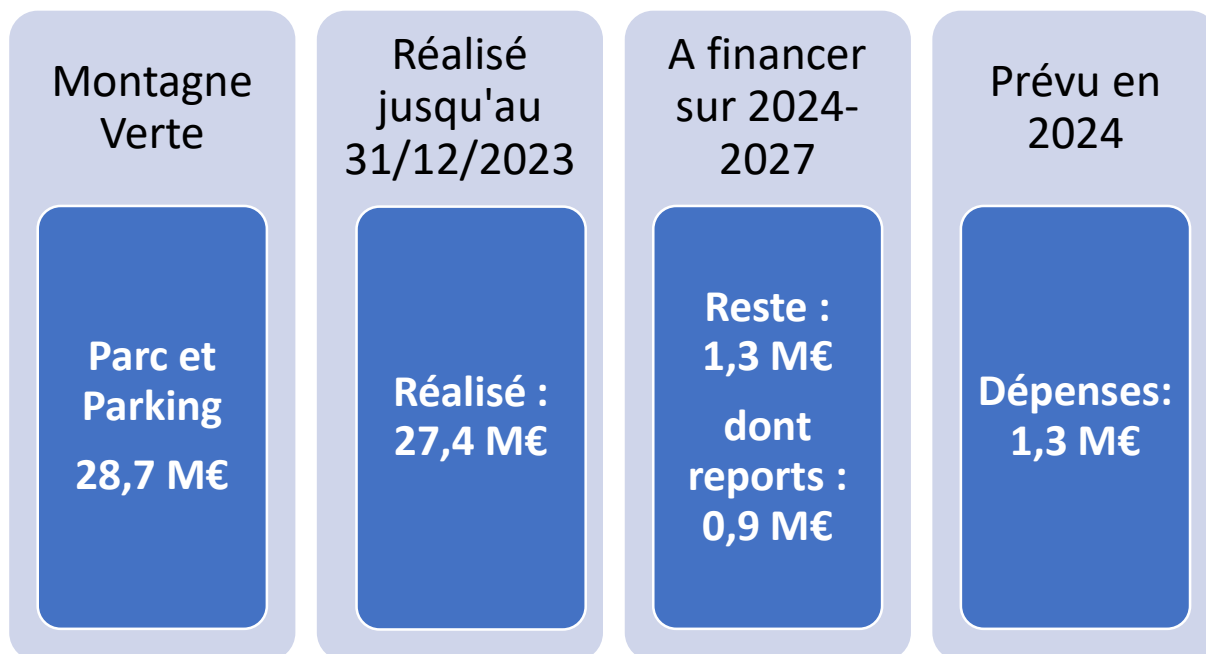 Montagne
Verte
Parc et
Parking
28,7 M€
Réalisé
jusqu'au
31/12/2023
Réalisé :
27,4 M€
A financer
sur 2024-
2027
Reste :
1,3 M€
dont
reports :
0,9 M€
Prévu en
2024
Dépenses:
1,3 M€